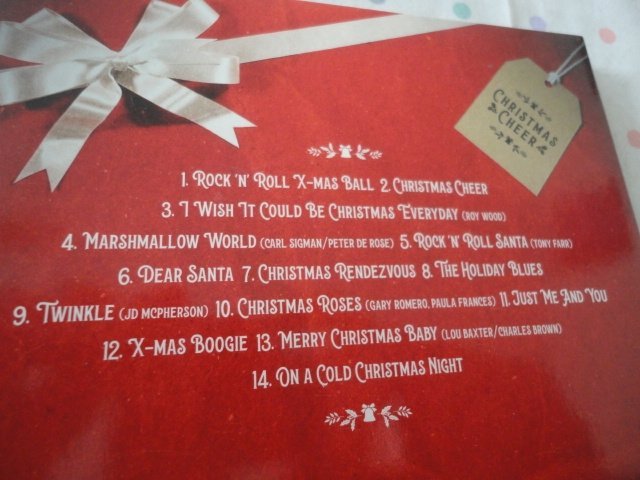 CHRISTMAS
CHEER
1. ROCK 'N' ROLL X-MAS BALL 2. CHRISTMAS CHEER
3. I WISH IT COULD BE CHRISTMAS EVERYDAY (ROY WOOD)
4. MARSHMALLOW WORLD (CARL SIGMAN/PETER DE ROSE) 5. ROCK 'N' ROLL SANTA (TONY FARR)
6. DEAR SANTA 7. CHRISTMAS RENDEZVOUS 8. THE HOLIDAY BLUES
9. TWINKLE (JD MCPHERSON) 10. CHRISTMAS ROSES (GARY ROMERO, PAULA FRANCES) 11. JUST ME AND YOU
12. X-MAS BOOGIE 13. MERRY CHRISTMAS BABY (LOU BAXTER/CHARLES BROWN)
14. ON A COLD CHRISTMAS NIGHT